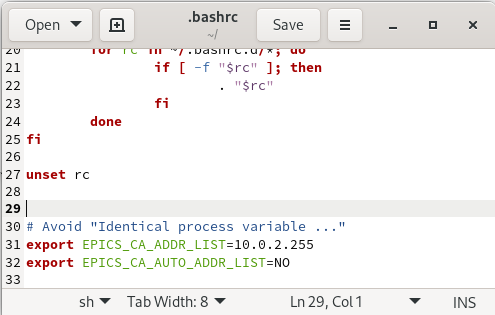 Open
.bashrc
~/
Save
20 for rc in ~/.bashrc.d/*; do
21 if [ -f "$rc" ]; then
22 . "$rc"
23 fi
24 done
25 fi
26
27 unset rc
28
29
30 # Avoid "Identical process variable ..."
31 export EPICS_CA_ADDR_LIST=10.0.2.255
32 export EPICS_CA_AUTO_ADDR_LIST=NO
33
sh Tab Width: 8 Ln 29, Col 1 INS